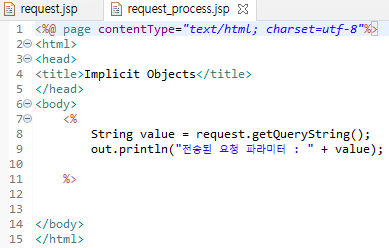 request.jsp request_process.jsp
1 <%@ page contentType="text/html; charset=utf-8"%>
2 <html>
3 <head>
4 <title>Implicit Objects</title>
5 </head>
6 <body>
7 <%
8 String value = request.getQueryString();
9 out.println("전송된 요청 파라미터 : " + value);
10
11 %>
12
13
14 </body>
15 </html>